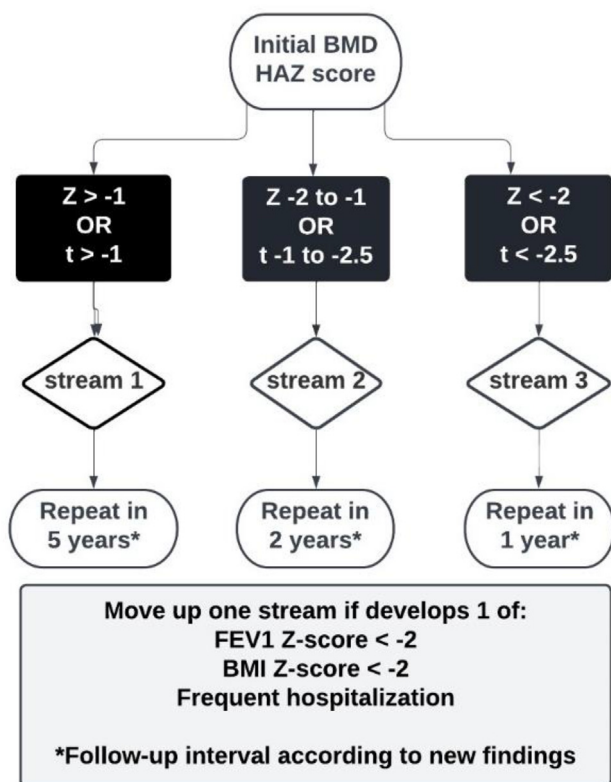 Initial BMD
HAZ score
Z > -1
OR
t > -1
Z -2 to -1
OR
t -1 to -2.5
Z < -2
OR
t < -2.5
stream 1
stream 2
stream 3
Repeat in
5 years*
Repeat in
2 years*
Repeat in
1 year*
Move up one stream if develops 1 of:
FEV1 Z-score < -2
BMI Z-score < -2
Frequent hospitalization
*Follow-up interval according to new findings